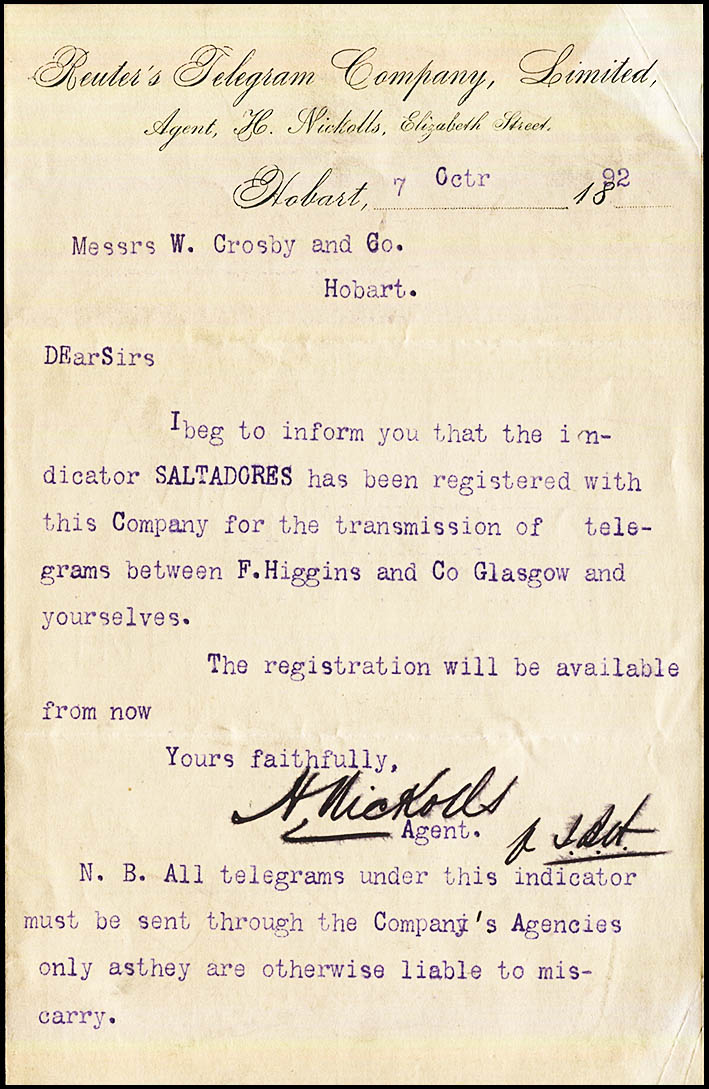 Reuter's Telegram Company, Limited,
Agent, H. Nickolls, Elizabeth Street.
Hobart, 7 Octr 1892
Messrs W. Crosby and Co.
Hobart.
DEarSirs
Ibeg to inform you that the in-
dicator SALTADORES has been registered with
this Company for the transmission of tele-
grams between F.Higgins and Co Glasgow and
yourselves.
The registration will be available
from now
Yours faithfully,
H Nickolls
Agent.
N. B. All telegrams under this indicator
must be sent through the Company's Agencies
only asthey are otherwise liable to mis-
carry.